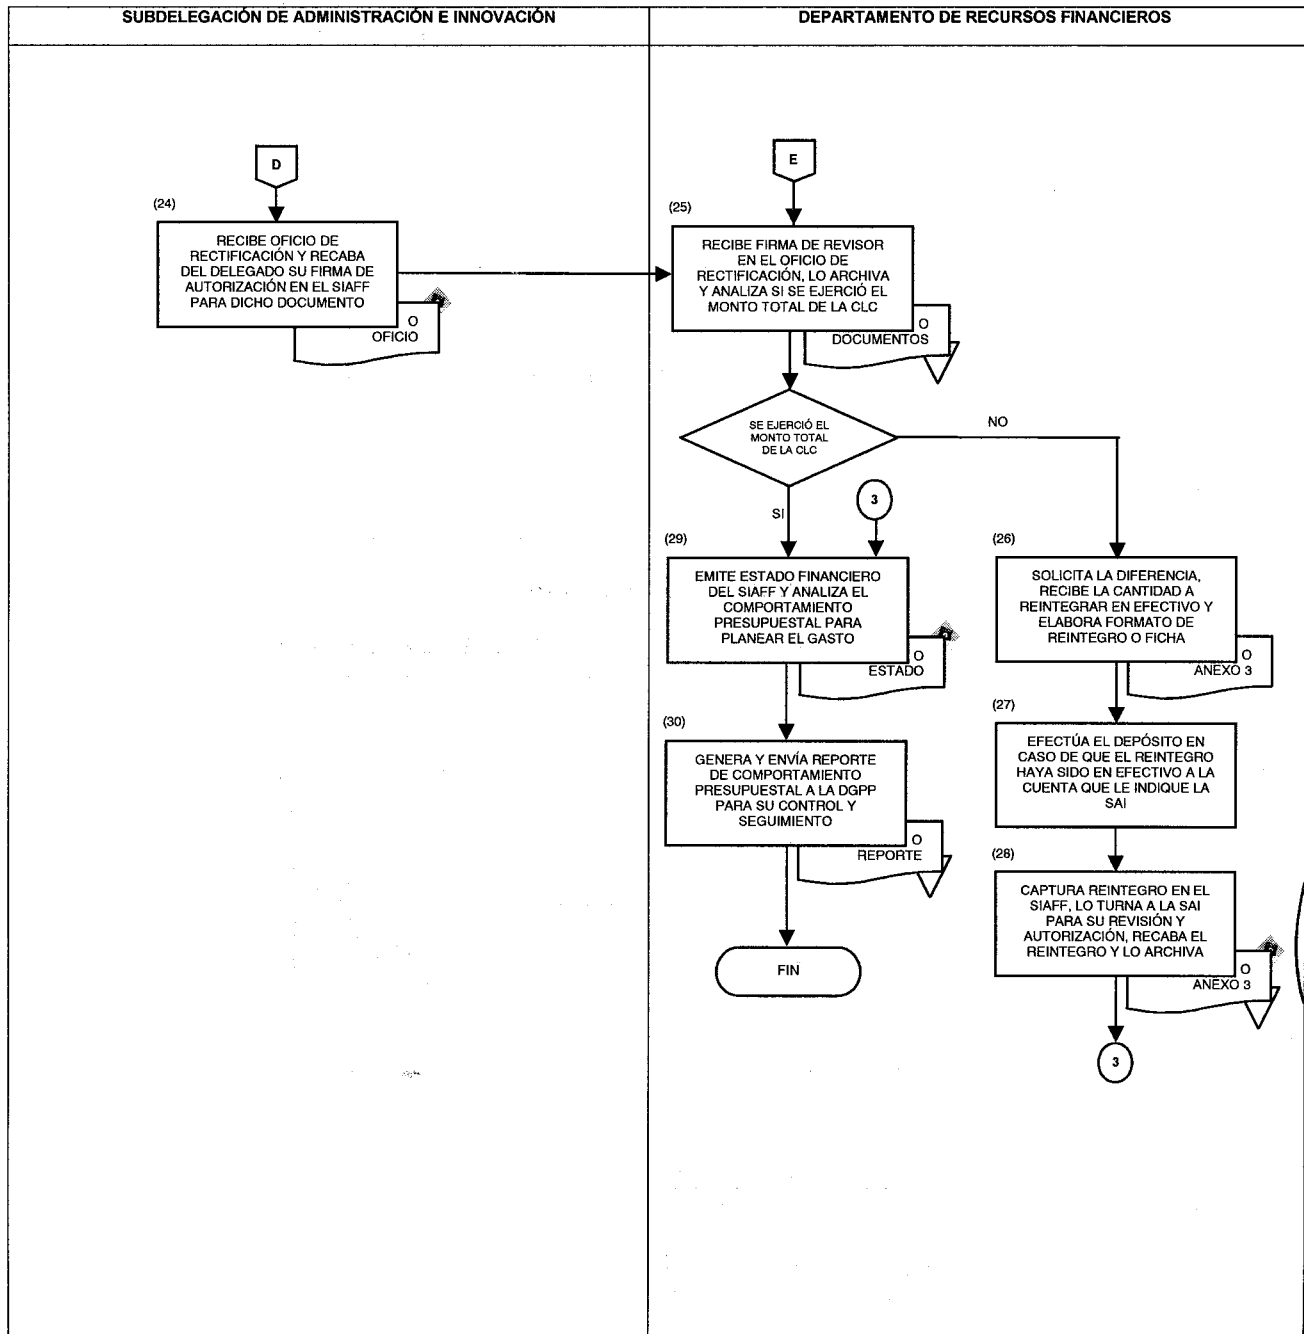 SUBDELEGACIÓN DE ADMINISTRACIÓN E INNOVACIÓN
DEPARTAMENTO DE RECURSOS FINANCIEROS
D
(24)
RECIBE OFICIO DE
RECTIFICACIÓN Y RECABA
DEL DELEGADO SU FIRMA DE
AUTORIZACIÓN EN EL SIAFF
PARA DICHO DOCUMENTO
O
OFICIO
E
(25)
RECIBE FIRMA DE REVISOR
EN EL OFICIO DE
RECTIFICACIÓN, LO ARCHIVA
Y ANALIZA SI SE EJERCIÓ EL
MONTO TOTAL DE LA CLC
O
DOCUMENTOS
SE EJERCIÓ EL
MONTO TOTAL
DE LA CLC
NO
SI
3
(29)
EMITE ESTADO FINANCIERO
DEL SIAFF Y ANALIZA EL
COMPORTAMIENTO
PRESUPUESTAL PARA
PLANEAR EL GASTO
O
ESTADO
(30)
GENERA Y ENVÍA REPORTE
DE COMPORTAMIENTO
PRESUPUESTAL A LA DGPP
PARA SU CONTROL Y
SEGUIMIENTO
O
REPORTE
FIN
(26)
SOLICITA LA DIFERENCIA,
RECIBE LA CANTIDAD A
REINTEGRAR EN EFECTIVO Y
ELABORA FORMATO DE
REINTEGRO O FICHA
O
ANEXO 3
(27)
EFECTÚA EL DEPÓSITO EN
CASO DE QUE EL REINTEGRO
HAYA SIDO EN EFECTIVO A LA
CUENTA QUE LE INDIQUE LA
SAI
(28)
CAPTURA REINTEGRO EN EL
SIAFF, LO TURNA A LA SAI
PARA SU REVISIÓN Y
AUTORIZACIÓN, RECABA EL
REINTEGRO Y LO ARCHIVA
O
ANEXO 3
3